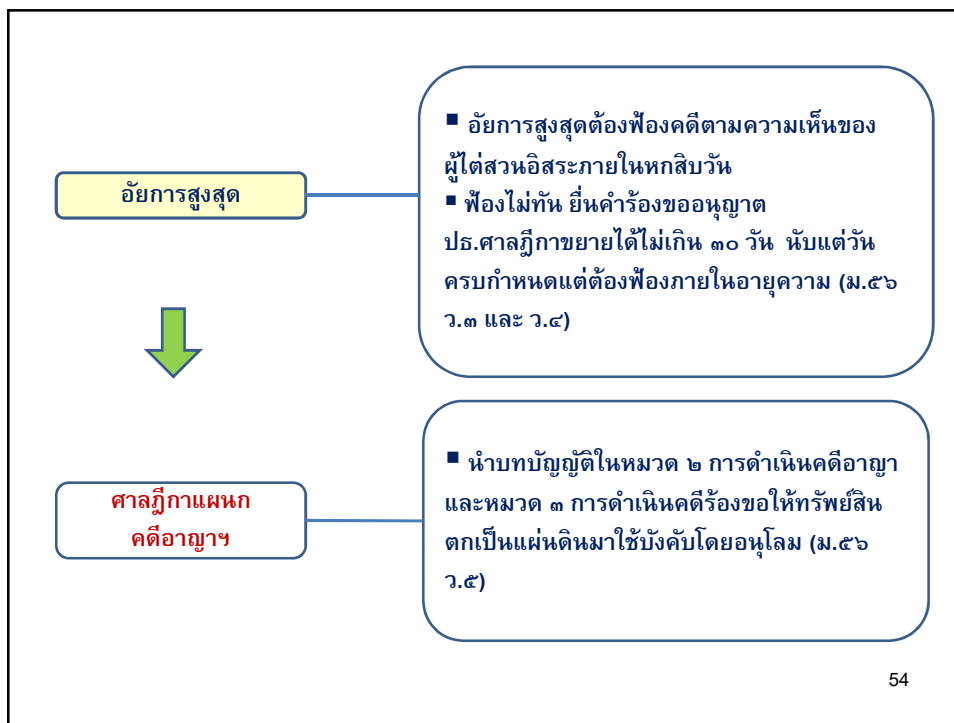 อัยการสูงสุด
▪ อัยการสูงสุดต้องฟ้องคดีตามความเห็นของ
ผู้ไต่สวนอิสระภายในหกสิบวัน
▪ ฟ้องไม่ทัน ยื่นคำร้องขออนุญาต
ปธ.ศาลฎีกาขยายได้ไม่เกิน ๓๐ วัน นับแต่วัน
ครบกำหนดแต่ต้องฟ้องภายในอายุความ (ม.๕๖
ว.๓ และ ว.๔)
ศาลฎีกาแผนก
คดีอาญาฯ
▪ นำบทบัญญัติในหมวด ๒ การดำเนินคดีอาญา
และหมวด ๓ การดำเนินคดีร้องขอให้ทรัพย์สิน
ตกเป็นแผ่นดินมาใช้บังคับโดยอนุโลม (ม.๕๖
ว.๕)
54